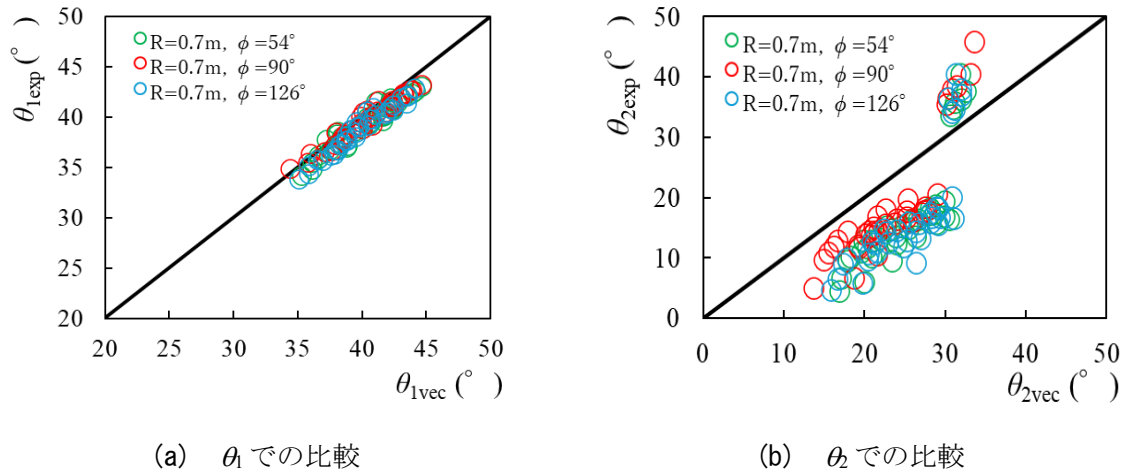 50
45
40
35
30
25
20
θ1exp (°)
R=0.7m, φ=54°
R=0.7m, φ=90°
R=0.7m, φ=126°
20 25 30 35 40 45 50
θ1vec (°)
(a) θ1での比較
50
40
30
20
10
0
θ2exp (°)
R=0.7m, φ=54°
R=0.7m, φ=90°
R=0.7m, φ=126°
0 10 20 30 40 50
θ2vec (°)
(b) θ2での比較